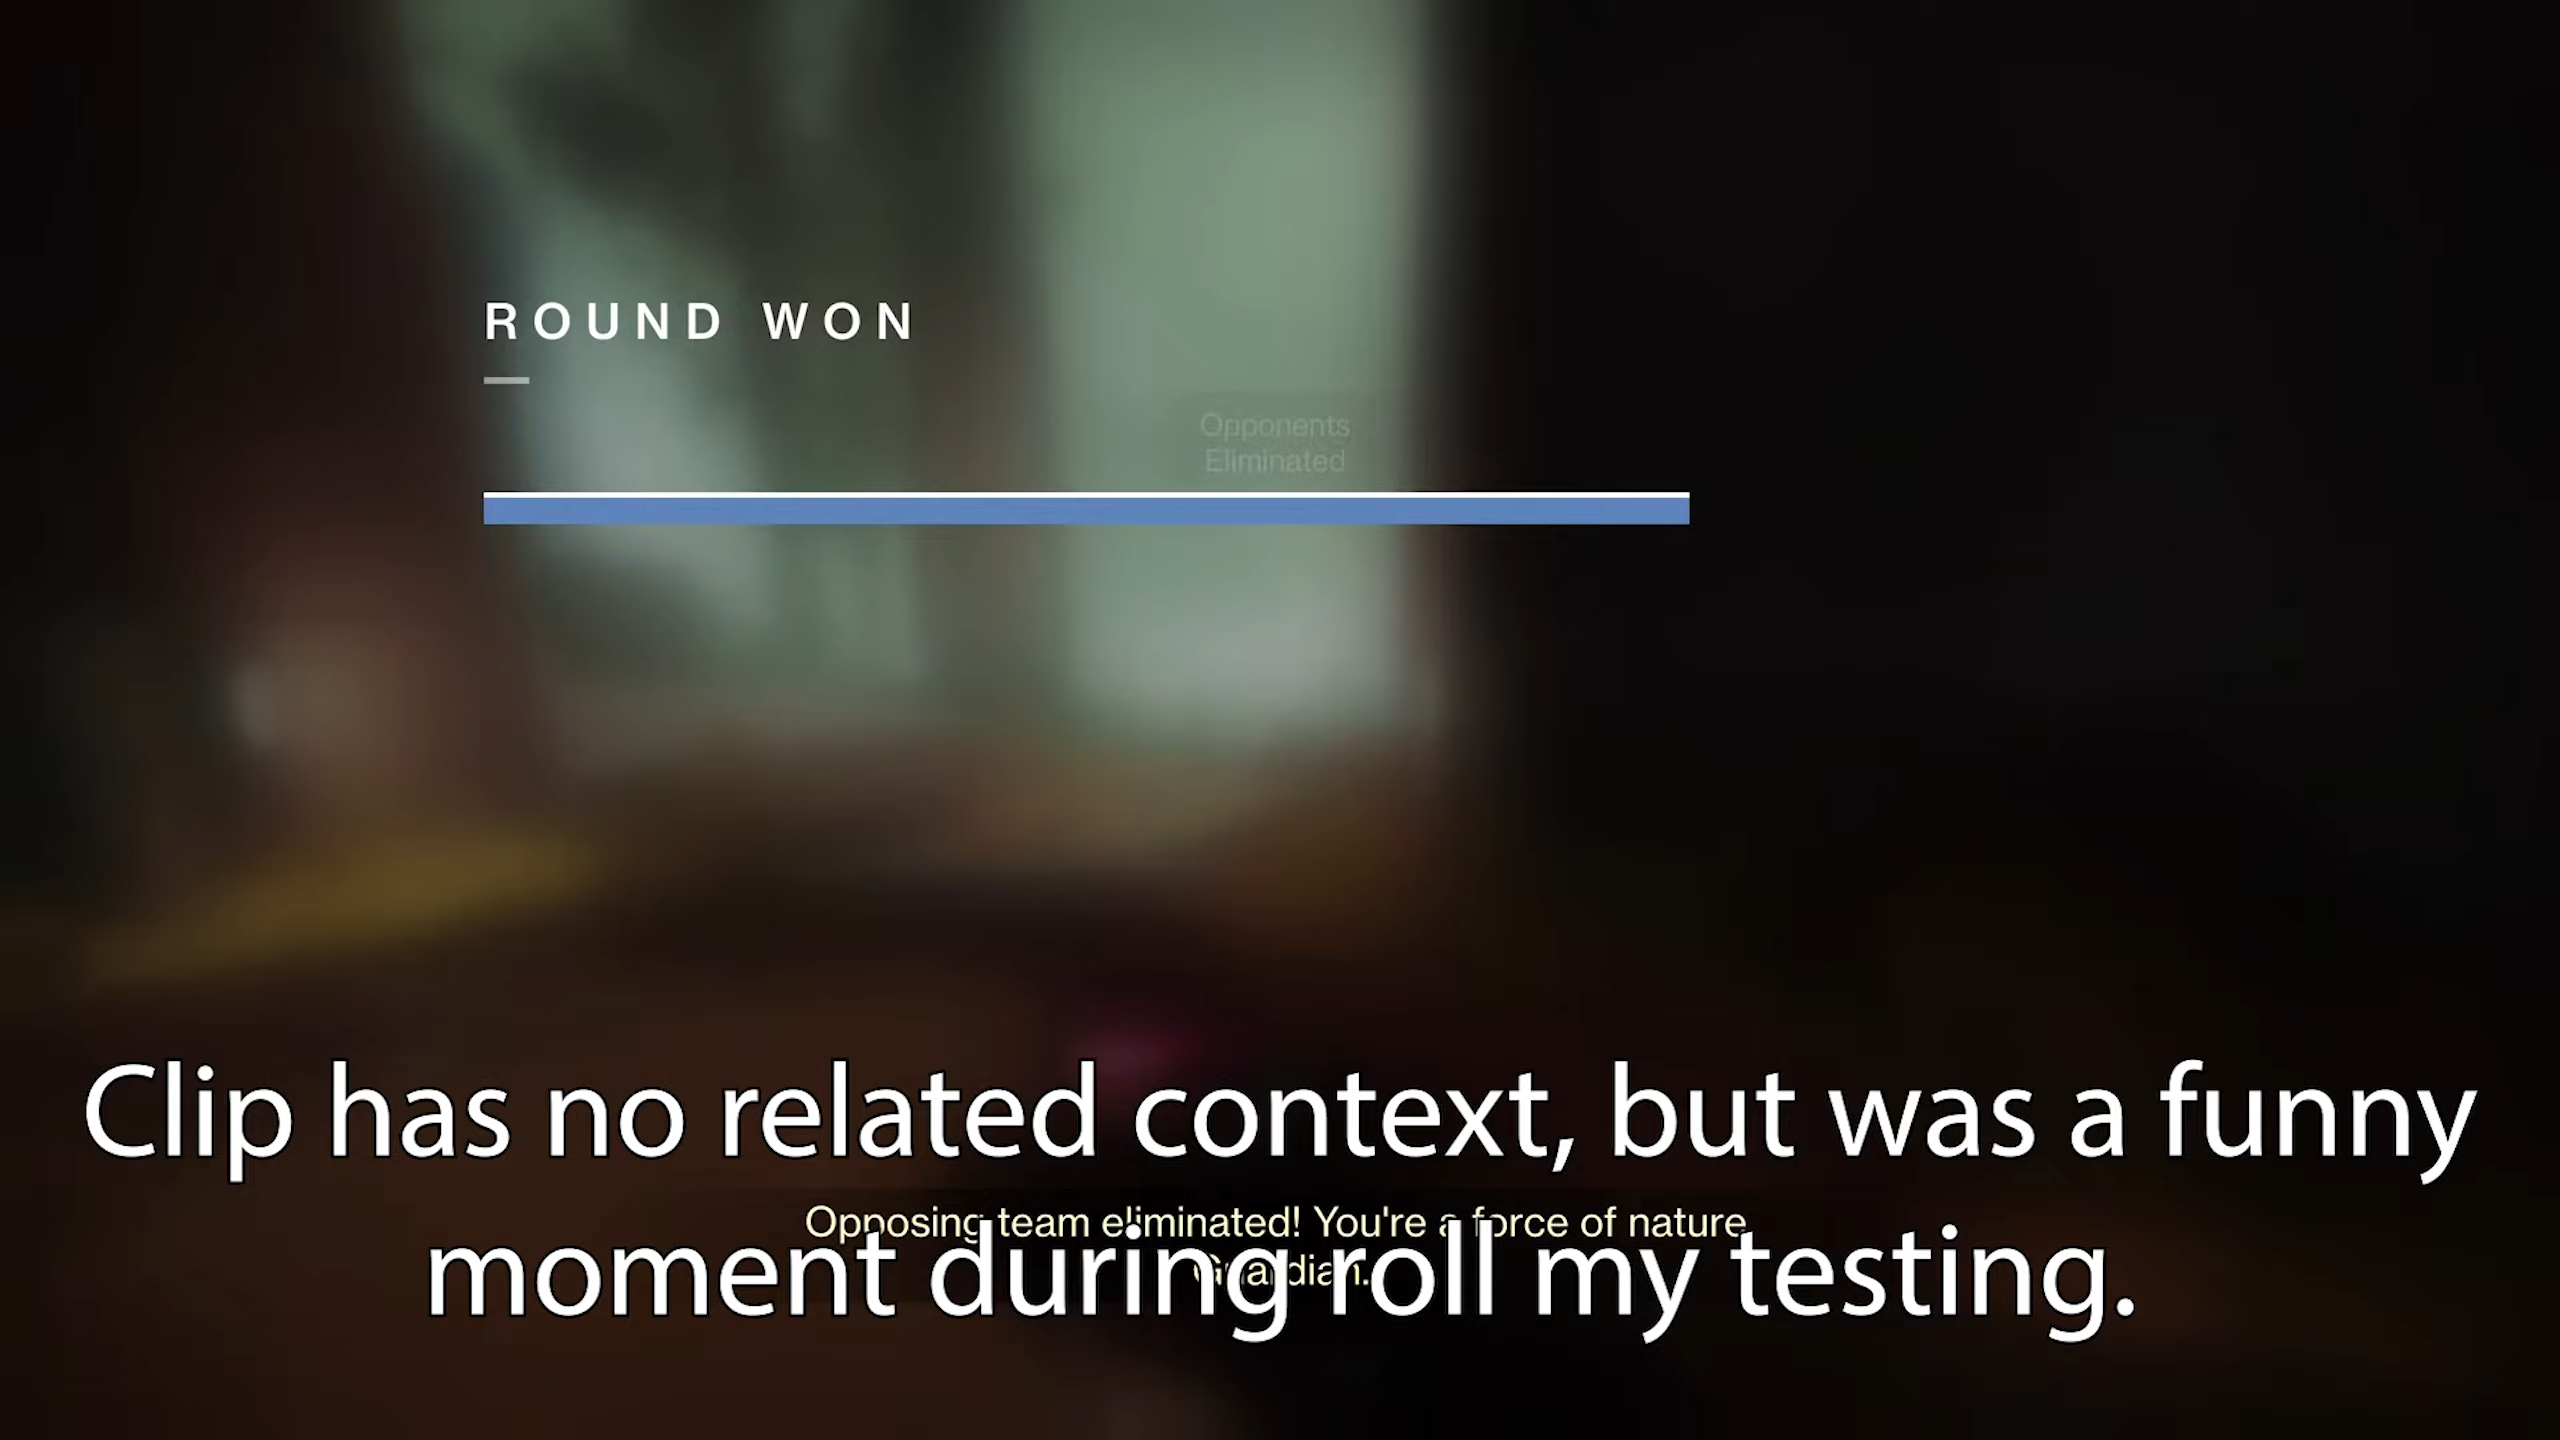 ROUND WON
Opponents
Eliminated
Clip has no related context, but was a funny
Opposing team eliminated! You're a force of nature
Guardian.
moment during roll my testing.